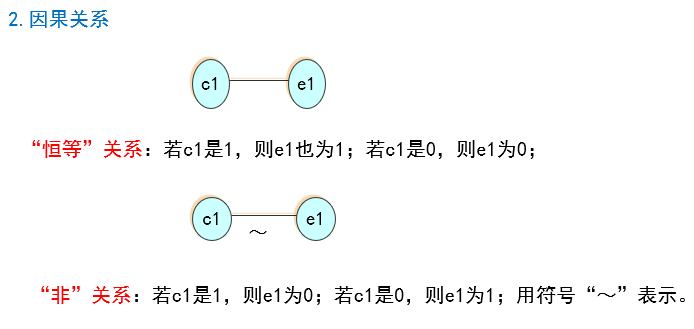 2.因果关系
c1 e1
“恒等”关系：若c1是1，则e1也为1；若c1是0，则e1为0；
c1 e1
～
“非”关系：若c1是1，则e1为0；若c1是0，则e1为1；用符号“～”表示。